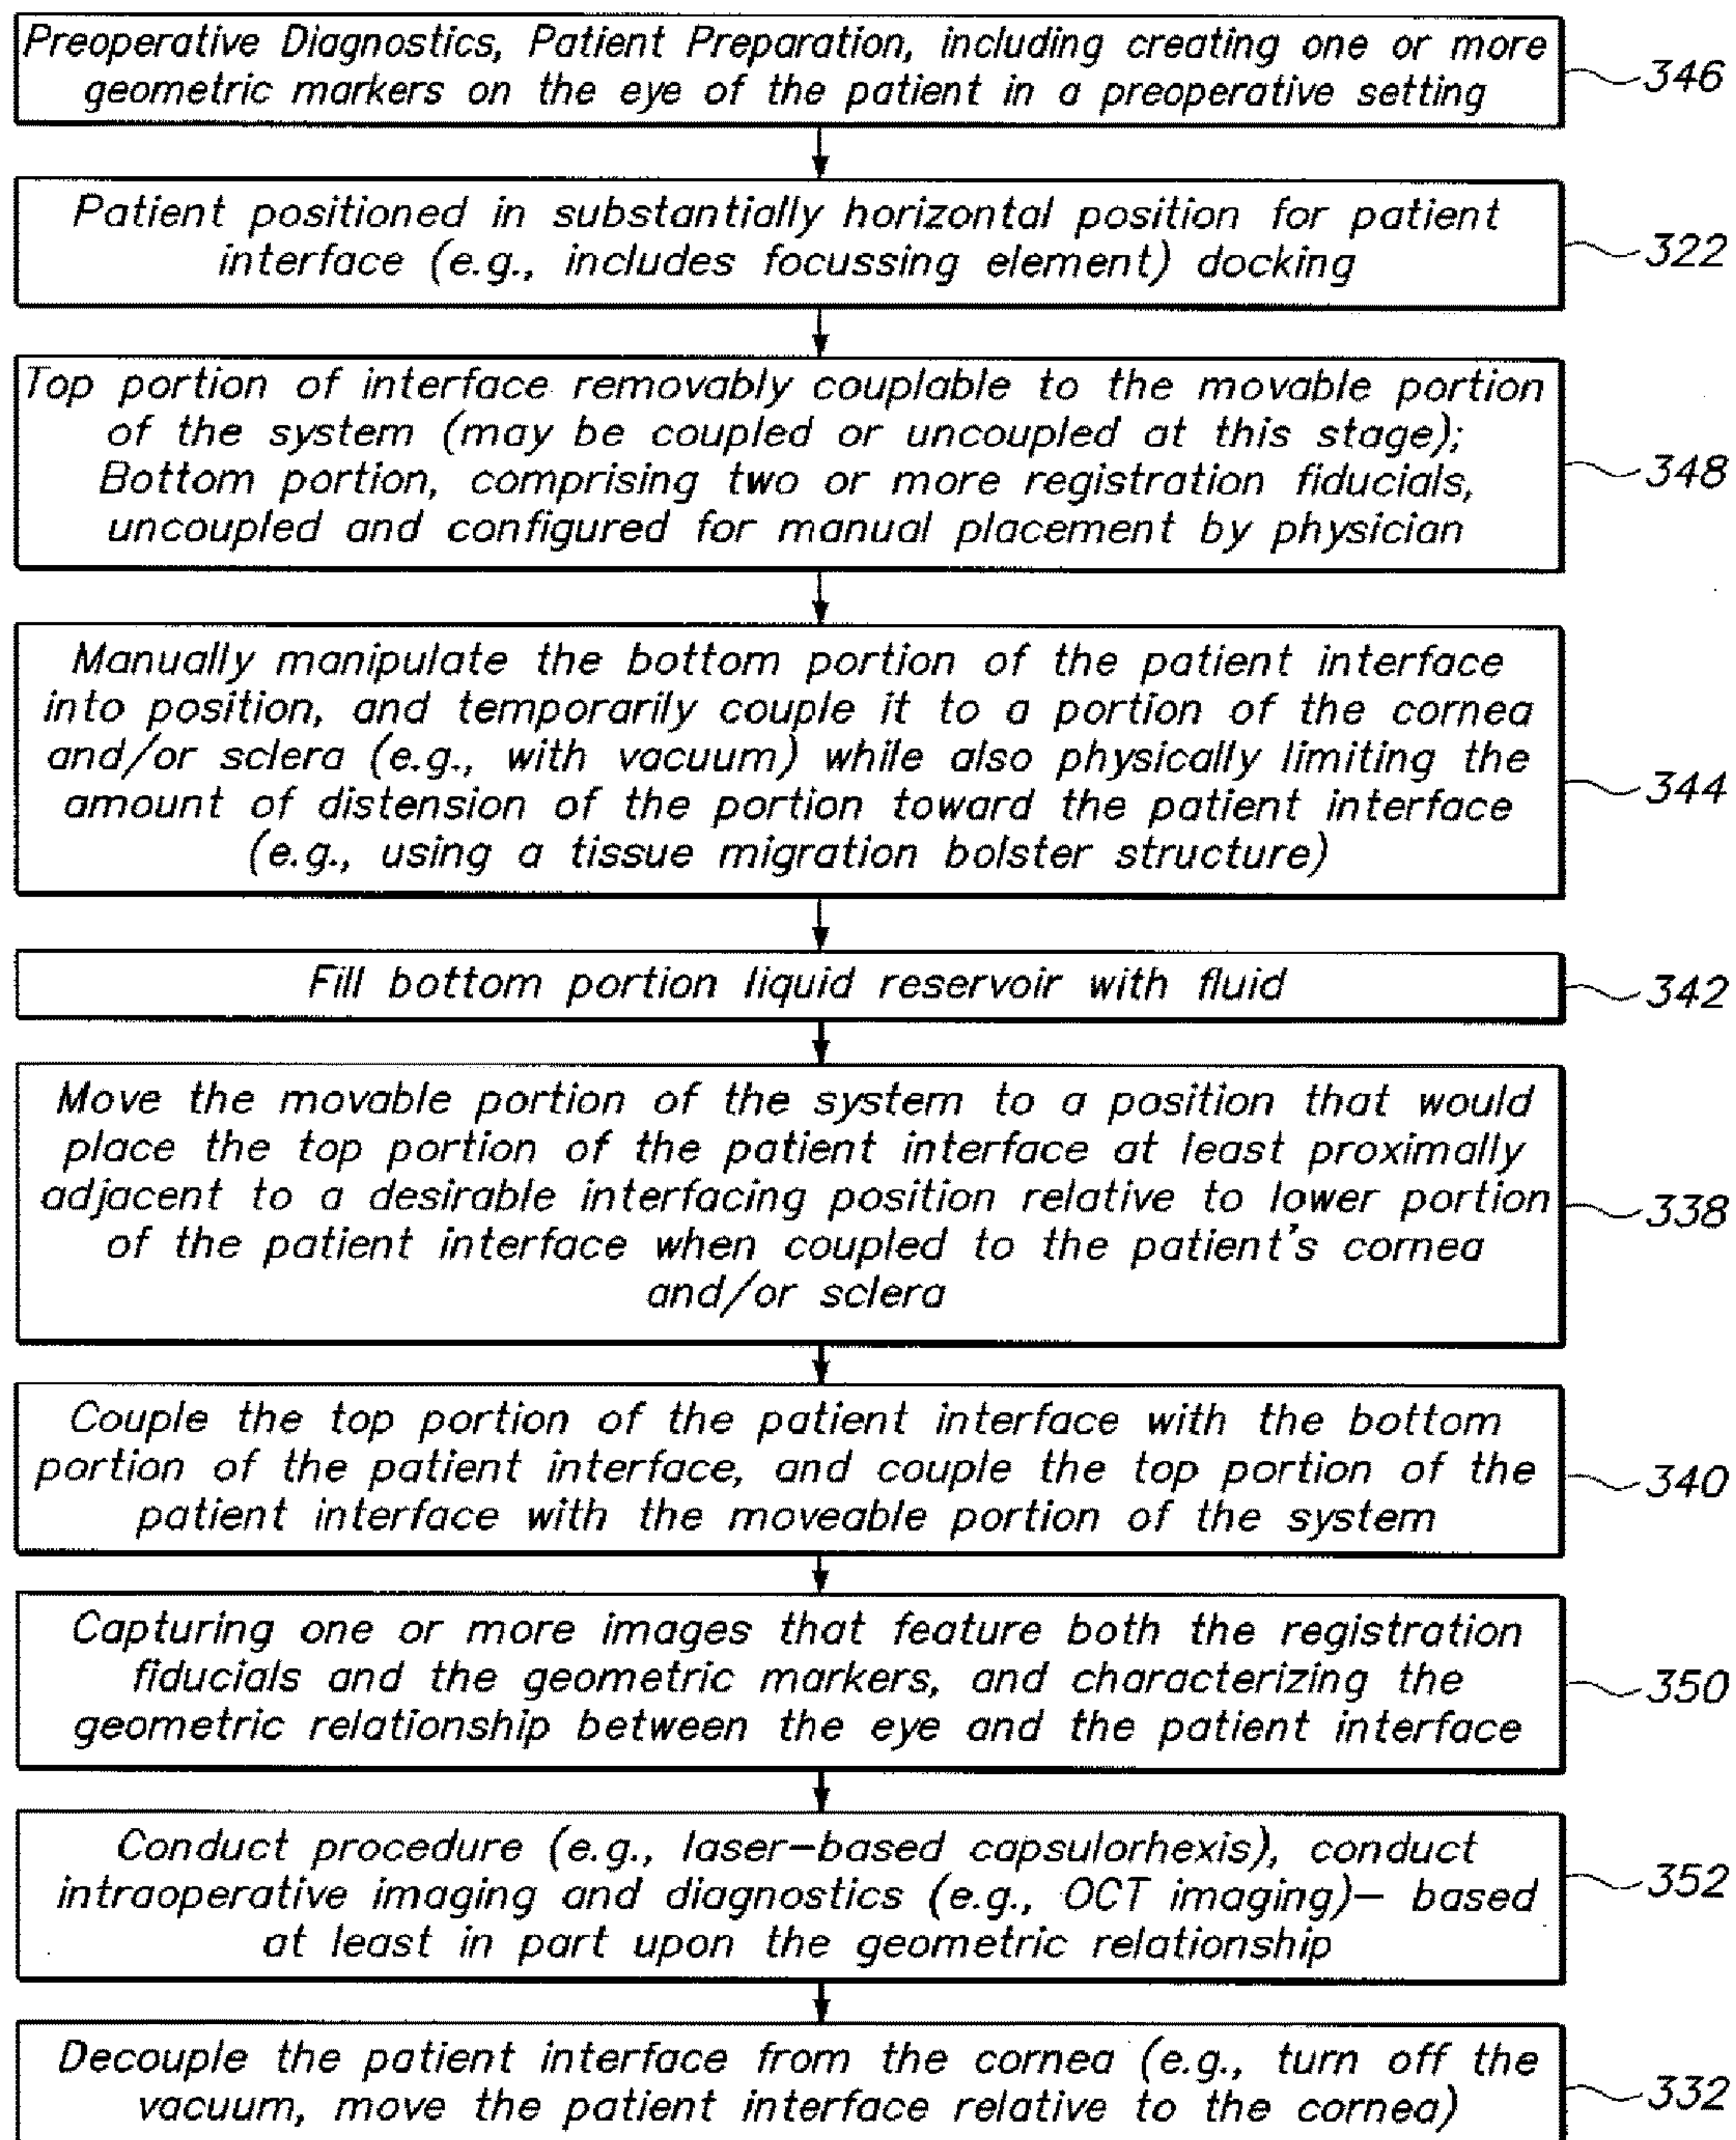 Preoperative Diagnostics, Patient Preparation, including creating one or more
geometric markers on the eye of the patient in a preoperative setting
346
Patient positioned in substantially horizontal position for patient
interface (e.g., includes focussing element) docking
322
Top portion of interface removably couplable to the movable portion
of the system (may be coupled or uncoupled at this stage);
Bottom portion, comprising two or more registration fiducials,
uncoupled and configured for manual placement by physician
348
Manually manipulate the bottom portion of the patient interface
into position, and temporarily couple it to a portion of the cornea
and/or sclera (e.g., with vacuum) while also physically limiting the
amount of distension of the portion toward the patient interface
(e.g., using a tissue migration bolster structure)
344
Fill bottom portion liquid reservoir with fluid
342
Move the movable portion of the system to a position that would
place the top portion of the patient interface at least proximally
adjacent to a desirable interfacing position relative to lower portion
of the patient interface when coupled to the patient's cornea
and/or sclera
338
Couple the top portion of the patient interface with the bottom
portion of the patient interface, and couple the top portion of the
patient interface with the moveable portion of the system
340
Capturing one or more images that feature both the registration
fiducials and the geometric markers, and characterizing the
geometric relationship between the eye and the patient interface
350
Conduct procedure (e.g., laser-based capsulorhexis), conduct
intraoperative imaging and diagnostics (e.g., OCT imaging)- based
at least in part upon the geometric relationship
352
Decouple the patient interface from the cornea (e.g., turn off the
vacuum, move the patient interface relative to the cornea)
332